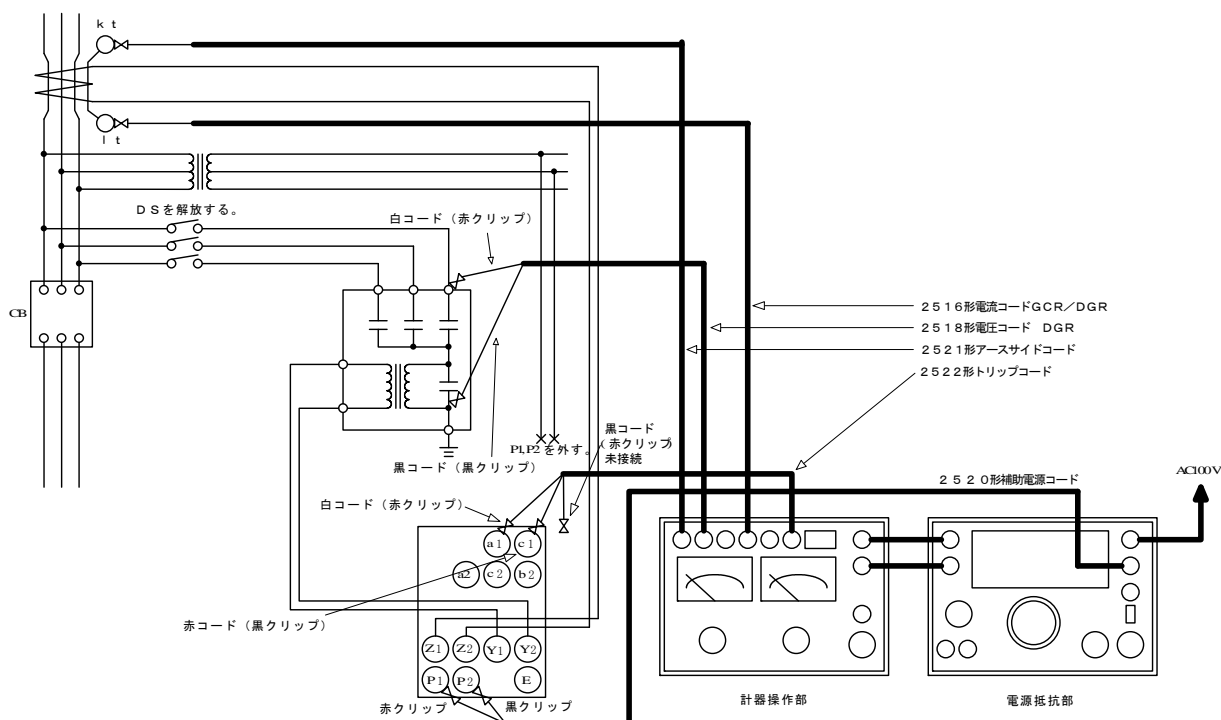 k t
l t
DSを解放する。
白コード（赤クリップ）
CB
2516形電流コードGCR／DGR
2518形電圧コード　DGR
2521形アースサイドコード
2522形トリップコード
黒コード
（赤クリップ）
未接続
P1,P2を外す。
黒コード（黒クリップ）
AC100V
2520形補助電源コード
白コード（赤クリップ）
a1
c1
a2
c2
b2
赤コード（黒クリップ）
Z1
Z2
Y1
Y2
P1
P2
E
赤クリップ
黒クリップ
計器操作部
電源抵抗部